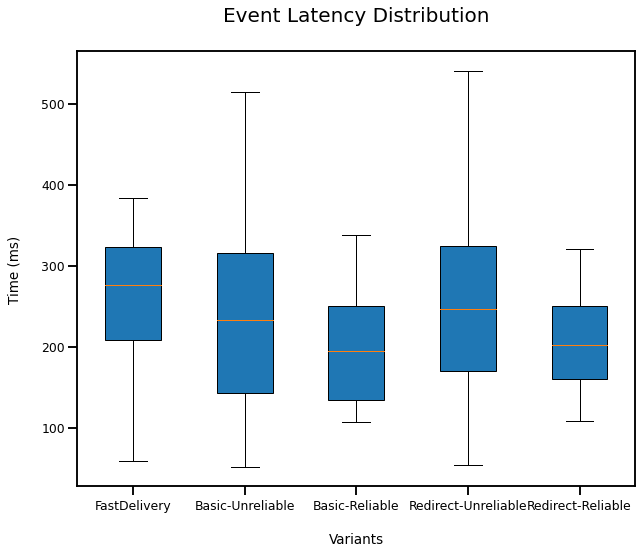 Event Latency Distribution
500
400
300
200
100
Time (ms)
FastDelivery Basic-Unreliable Basic-Reliable Redirect-Unreliable Redirect-Reliable
Variants